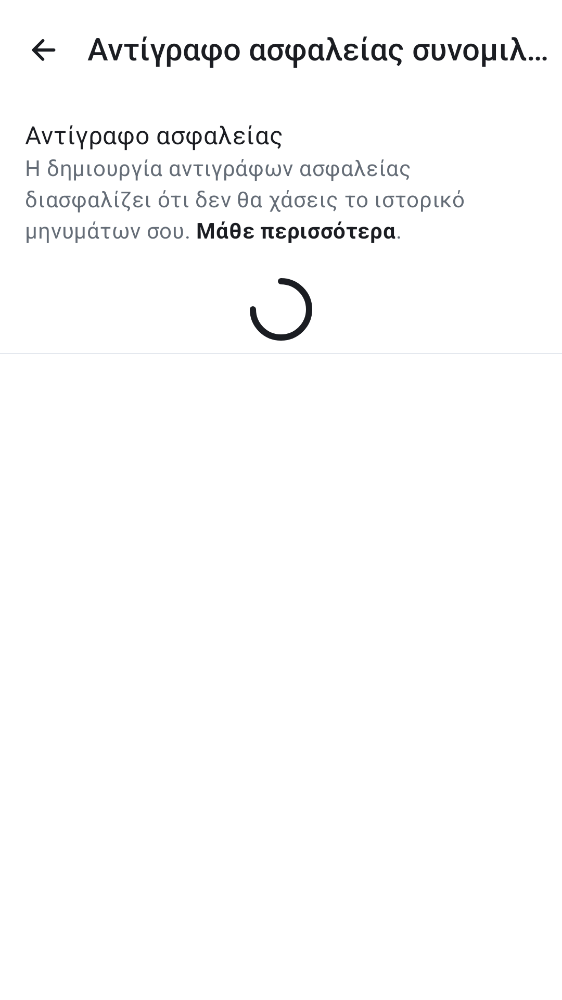 Αντίγραφο ασφαλείας συνομιλ...
Αντίγραφο ασφαλείας
Η δημιουργία αντιγράφων ασφαλείας
διασφαλίζει ότι δεν θα χάσεις το ιστορικό
μηνυμάτων σου. Μάθε περισσότερα.